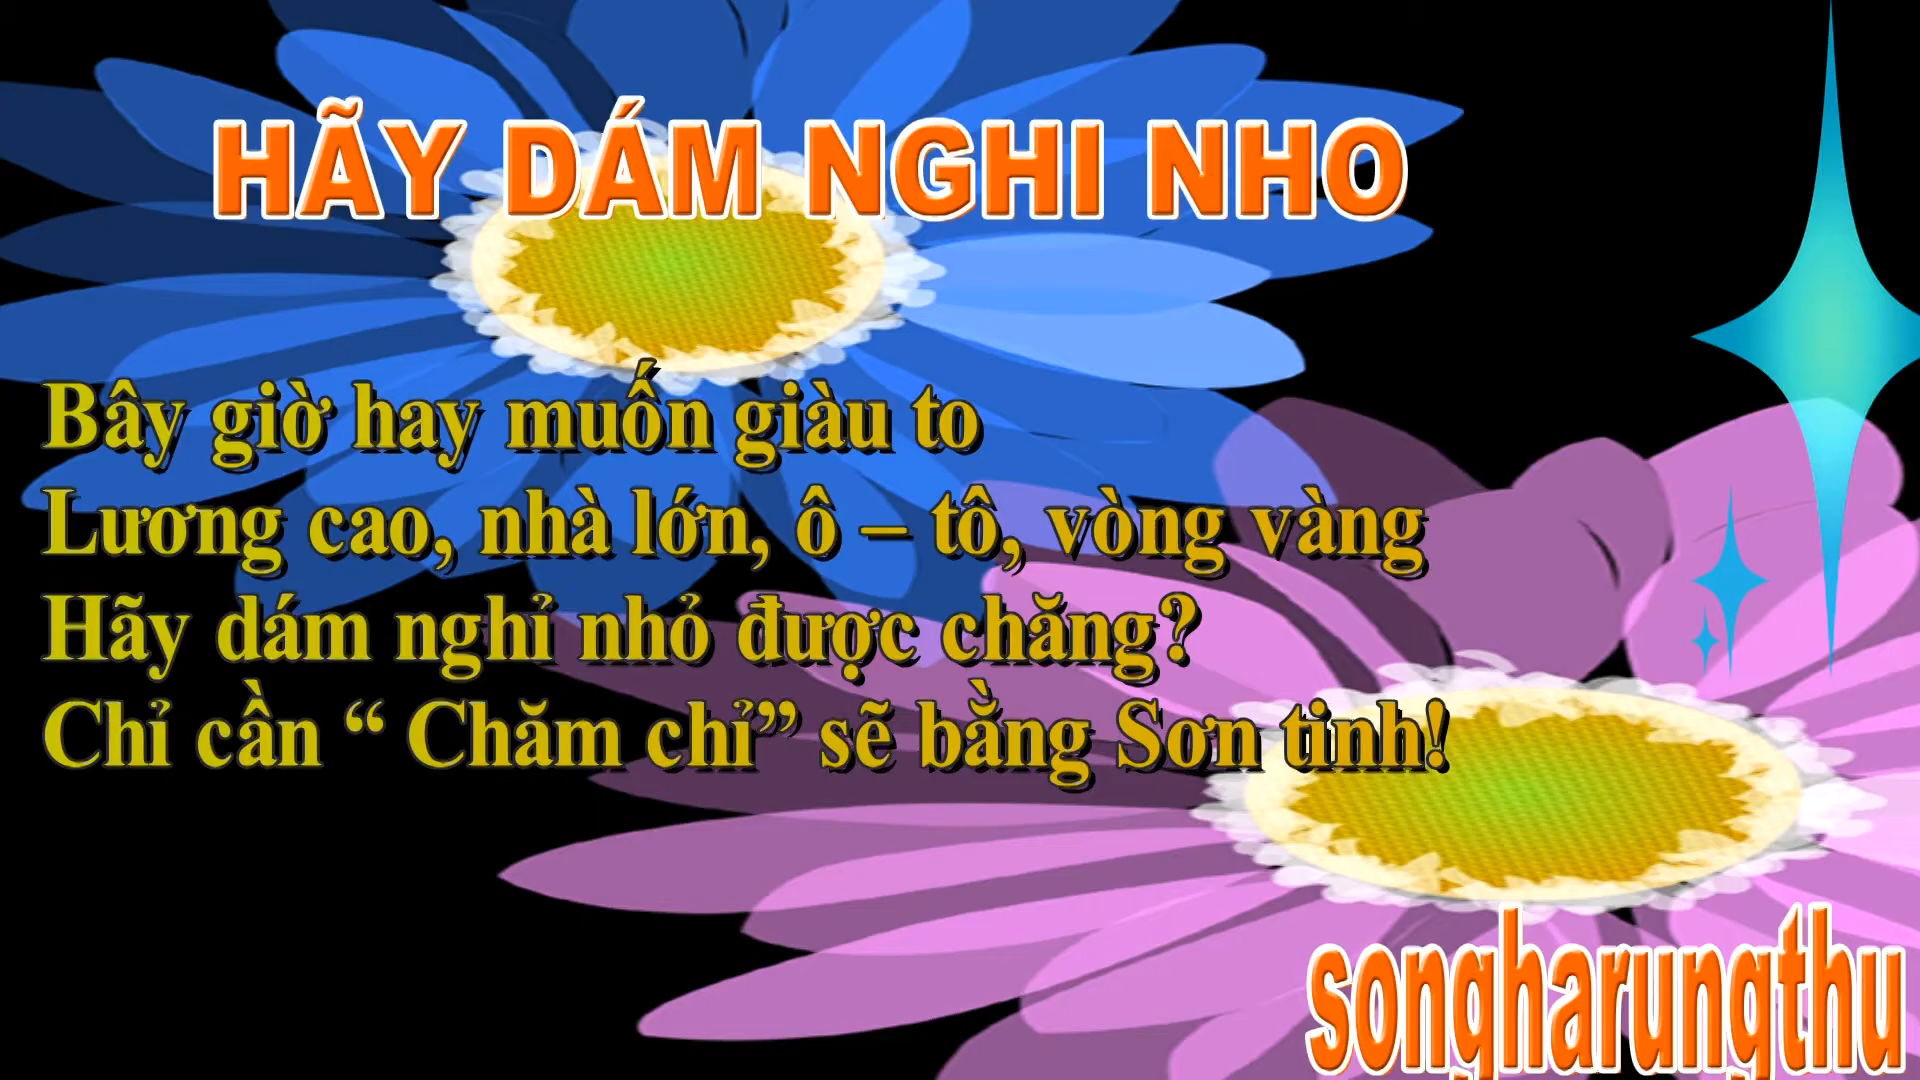 HÃY DÁM NGHI NHO
Bây giờ hay muốn giàu to
Lương cao, nhà lớn, ô – tô, vòng vàng
Hãy dám nghỉ nhỏ được chăng?
Chỉ cần “ Chăm chỉ” sẽ bằng Sơn tinh!
songharungthu